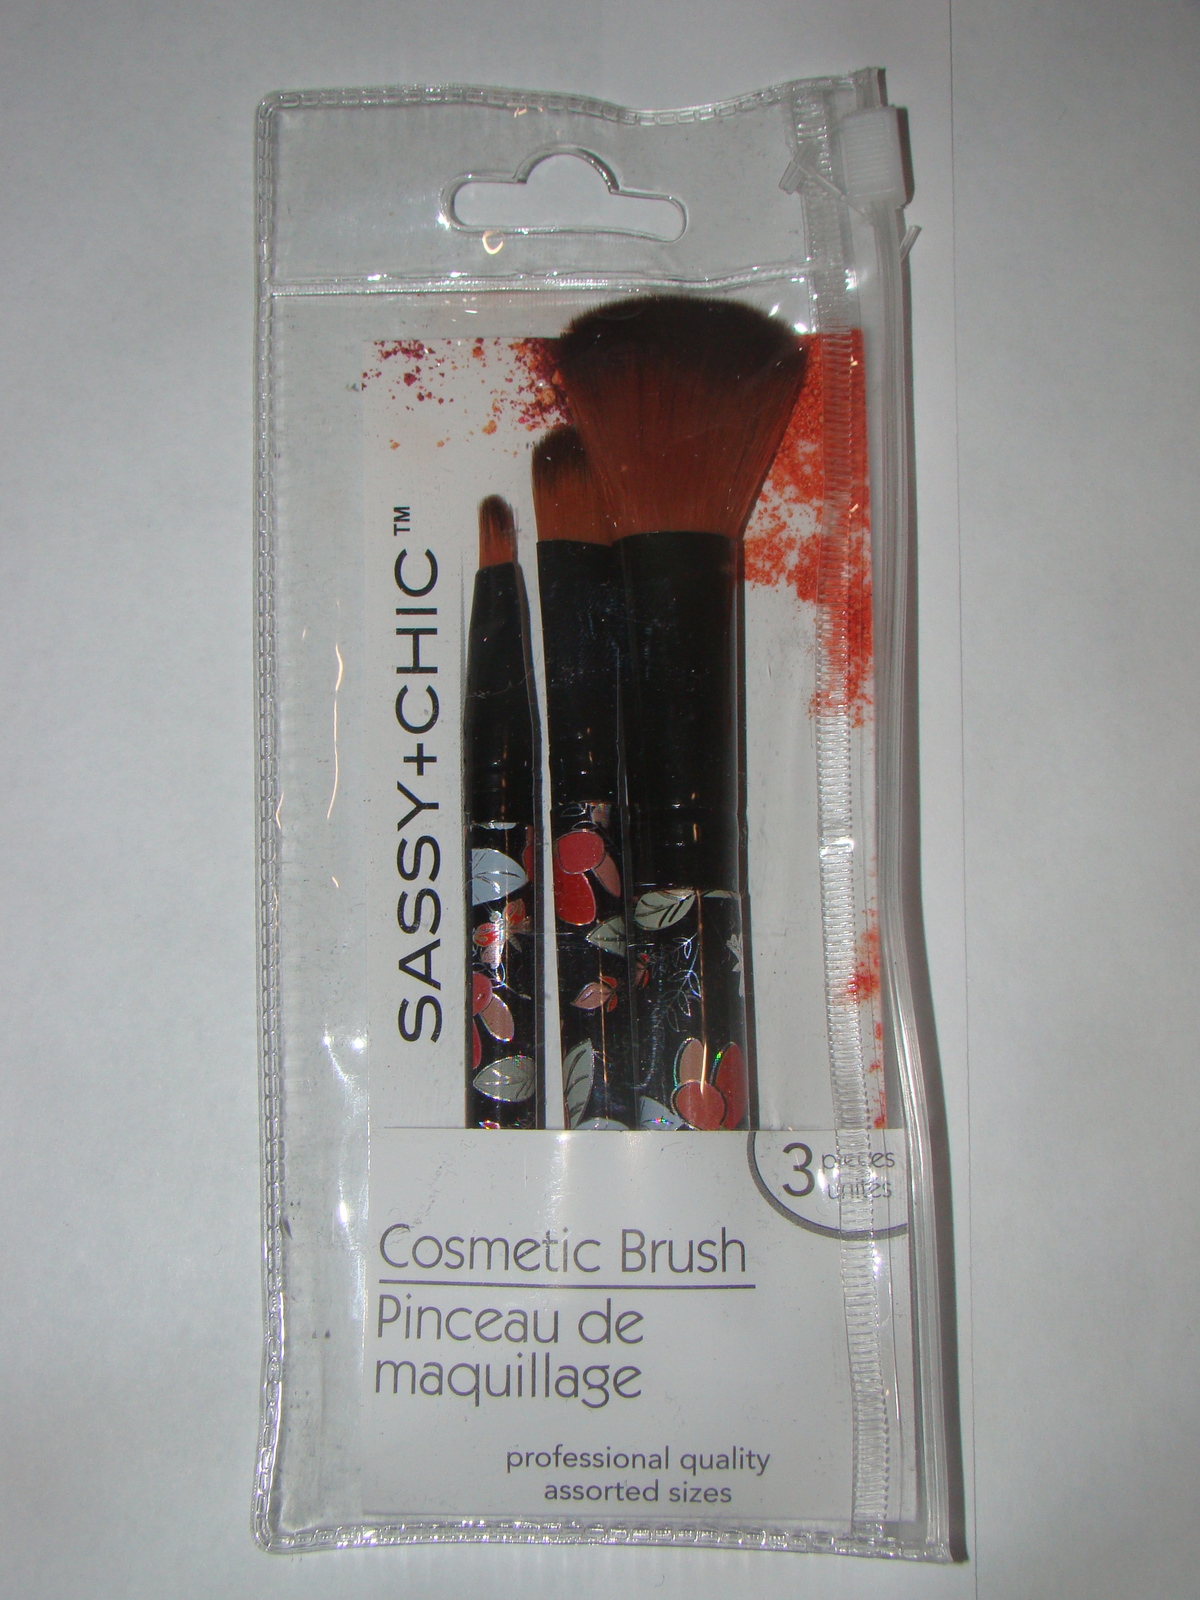 SASSY+CHIC™
3 pieces
unités
Cosmetic Brush
Pinceau de
maquillage
professional quality
assorted sizes